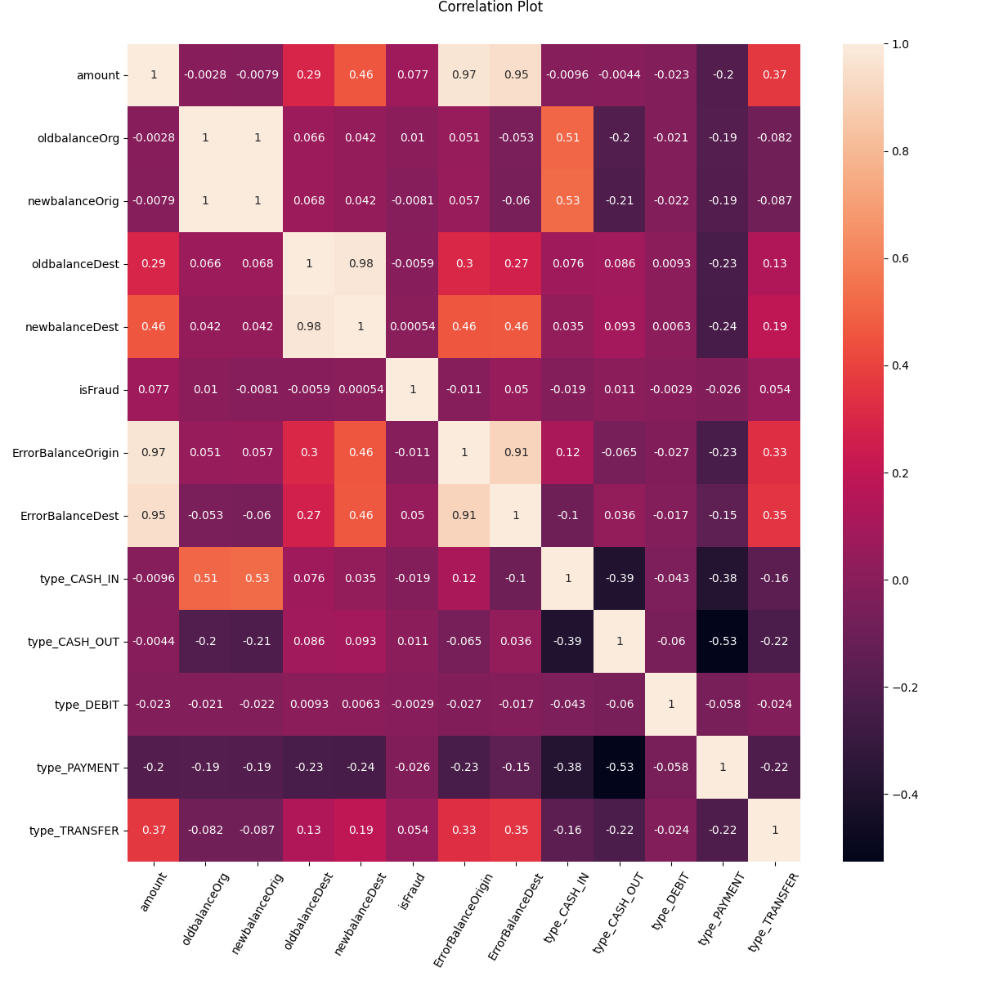 Correlation Plot
amount 1 -0.0028 -0.0079 0.29 0.46 0.077 0.97 0.95 -0.0096 -0.0044 -0.023 -0.2 0.37
oldbalanceOrg -0.0028 1 1 0.066 0.042 0.01 0.051 -0.053 0.51 -0.2 -0.021 -0.19 -0.082
newbalanceOrig -0.0079 1 1 0.068 0.042 -0.0081 0.057 -0.06 0.53 -0.21 -0.022 -0.19 -0.087
oldbalanceDest 0.29 0.066 0.068 1 0.98 -0.0059 0.3 0.27 0.076 0.086 0.0093 -0.23 0.13
newbalanceDest 0.46 0.042 0.042 0.98 1 0.00054 0.46 0.46 0.035 0.093 0.0063 -0.24 0.19
isFraud 0.077 0.01 -0.0081 -0.0059 0.00054 1 -0.011 0.05 -0.019 0.011 -0.0029 -0.026 0.054
ErrorBalanceOrigin 0.97 0.051 0.057 0.3 0.46 -0.011 1 0.91 0.12 -0.065 -0.027 -0.23 0.33
ErrorBalanceDest 0.95 -0.053 -0.06 0.27 0.46 0.05 0.91 1 -0.1 0.036 -0.017 -0.15 0.35
type_CASH_IN -0.0096 0.51 0.53 0.076 0.035 -0.019 0.12 -0.1 1 -0.39 -0.043 -0.38 -0.16
type_CASH_OUT -0.0044 -0.2 -0.21 0.086 0.093 0.011 -0.065 0.036 -0.39 1 -0.06 -0.53 -0.22
type_DEBIT -0.023 -0.021 -0.022 0.0093 0.0063 -0.0029 -0.027 -0.017 -0.043 -0.06 1 -0.058 -0.024
type_PAYMENT -0.2 -0.19 -0.19 -0.23 -0.24 -0.026 -0.23 -0.15 -0.38 -0.53 -0.058 1 -0.22
type_TRANSFER 0.37 -0.082 -0.087 0.13 0.19 0.054 0.33 0.35 -0.16 -0.22 -0.024 -0.22 1
amount
oldbalanceOrg
newbalanceOrig
oldbalanceDest
newbalanceDest
isFraud
ErrorBalanceOrigin
ErrorBalanceDest
type_CASH_IN
type_CASH_OUT
type_DEBIT
type_PAYMENT
type_TRANSFER
1.0
0.8
0.6
0.4
0.2
0.0
−0.2
−0.4